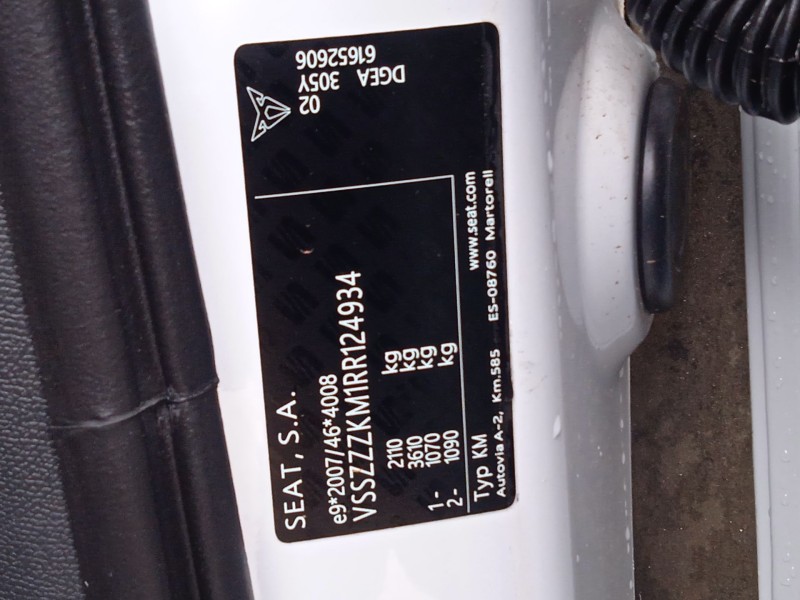 SEAT, S.A.
e9*2007/46*4008
VSSZZZKM1RR124934
2110 kg
3610 kg
1- 1070 kg
2- 1090 kg
Typ KM
www.seat.com
Autovia A-2, Km.585 ES-08760 Martorell
02
305Y
DGEA
61652606